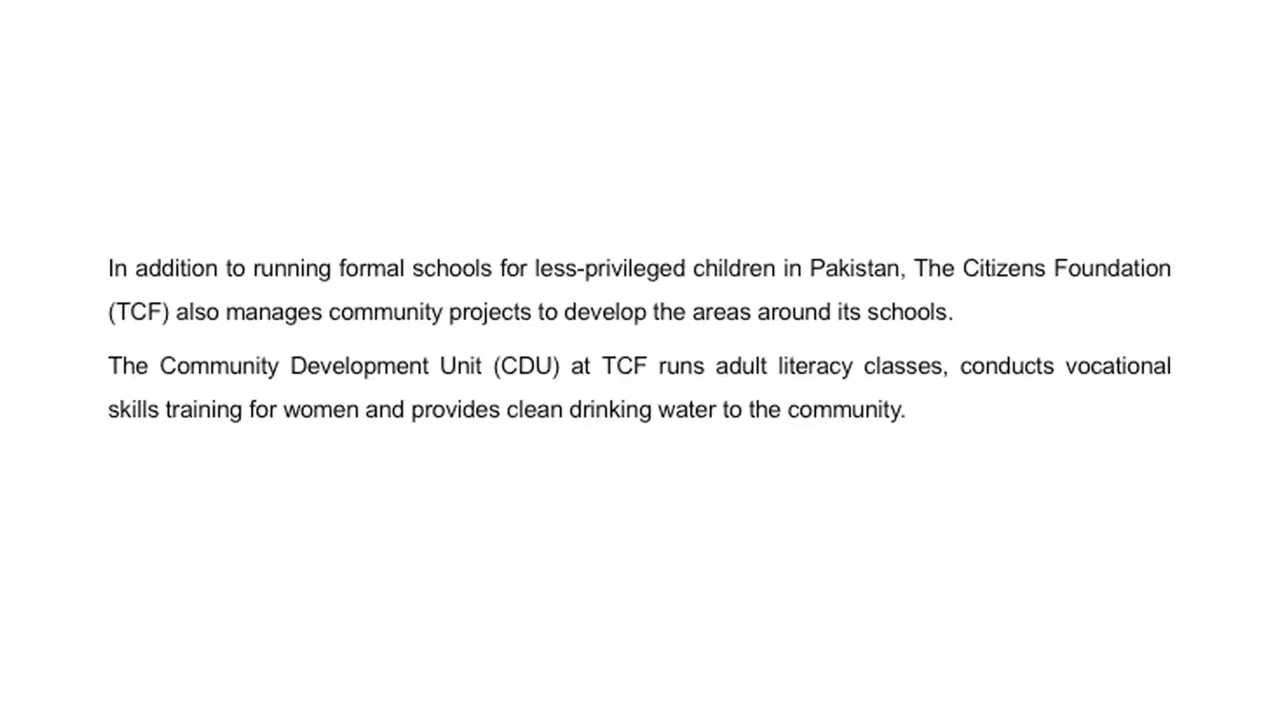 In addition to running formal schools for less-privileged children in Pakistan, The Citizens Foundation
(TCF) also manages community projects to develop the areas around its schools.
The Community Development Unit (CDU) at TCF runs adult literacy classes, conducts vocational
skills training for women and provides clean drinking water to the community.